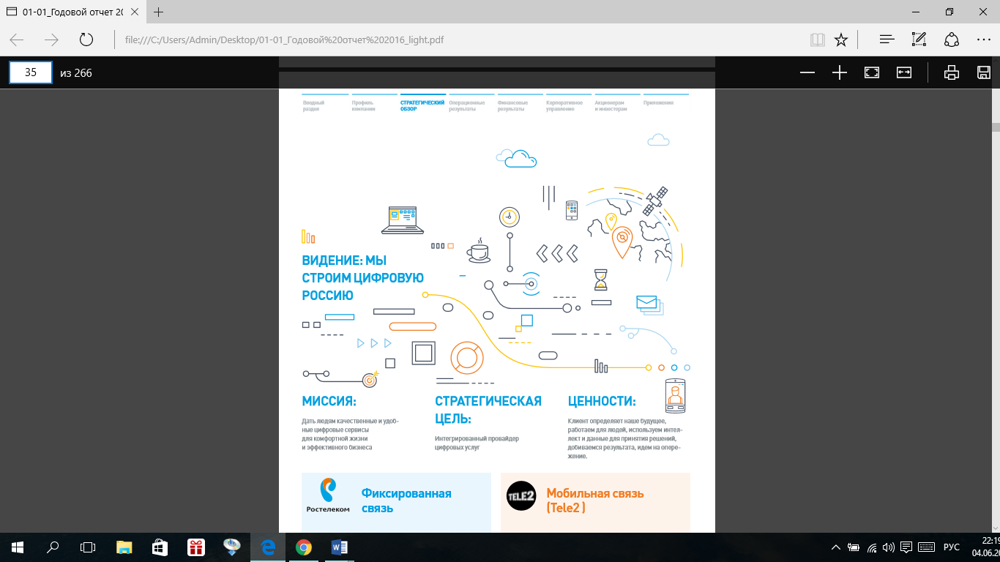 01-01_Годовой отчет 20
file:///C:/Users/Admin/Desktop/01-01_Годовой%20отчет%202016_light.pdf
35 из 266
Вводный раздел
Профиль компании
СТРАТЕГИЧЕСКИЙ ОБЗОР
Операционные результаты
Финансовые результаты
Корпоративное управление
Акционерам и инвесторам
Приложение
ВИДЕНИЕ: МЫ
СТРОИМ ЦИФРОВУЮ
РОССИЮ
МИССИЯ:
Дать людям качественные и удоб-
ные цифровые сервисы
для комфортной жизни
и эффективного бизнеса
СТРАТЕГИЧЕСКАЯ
ЦЕЛЬ:
Интегрированный провайдер
цифровых услуг
ЦЕННОСТИ:
Клиент определяет наше будущее,
работаем для людей, используем интел-
лект и данные для принятия решений,
добиваемся результата, идем на опере-
жение.
Ростелеком
Фиксированная
связь
TELE2
Мобильная связь
(Tele2 )
РУС
22:19
04.06.20